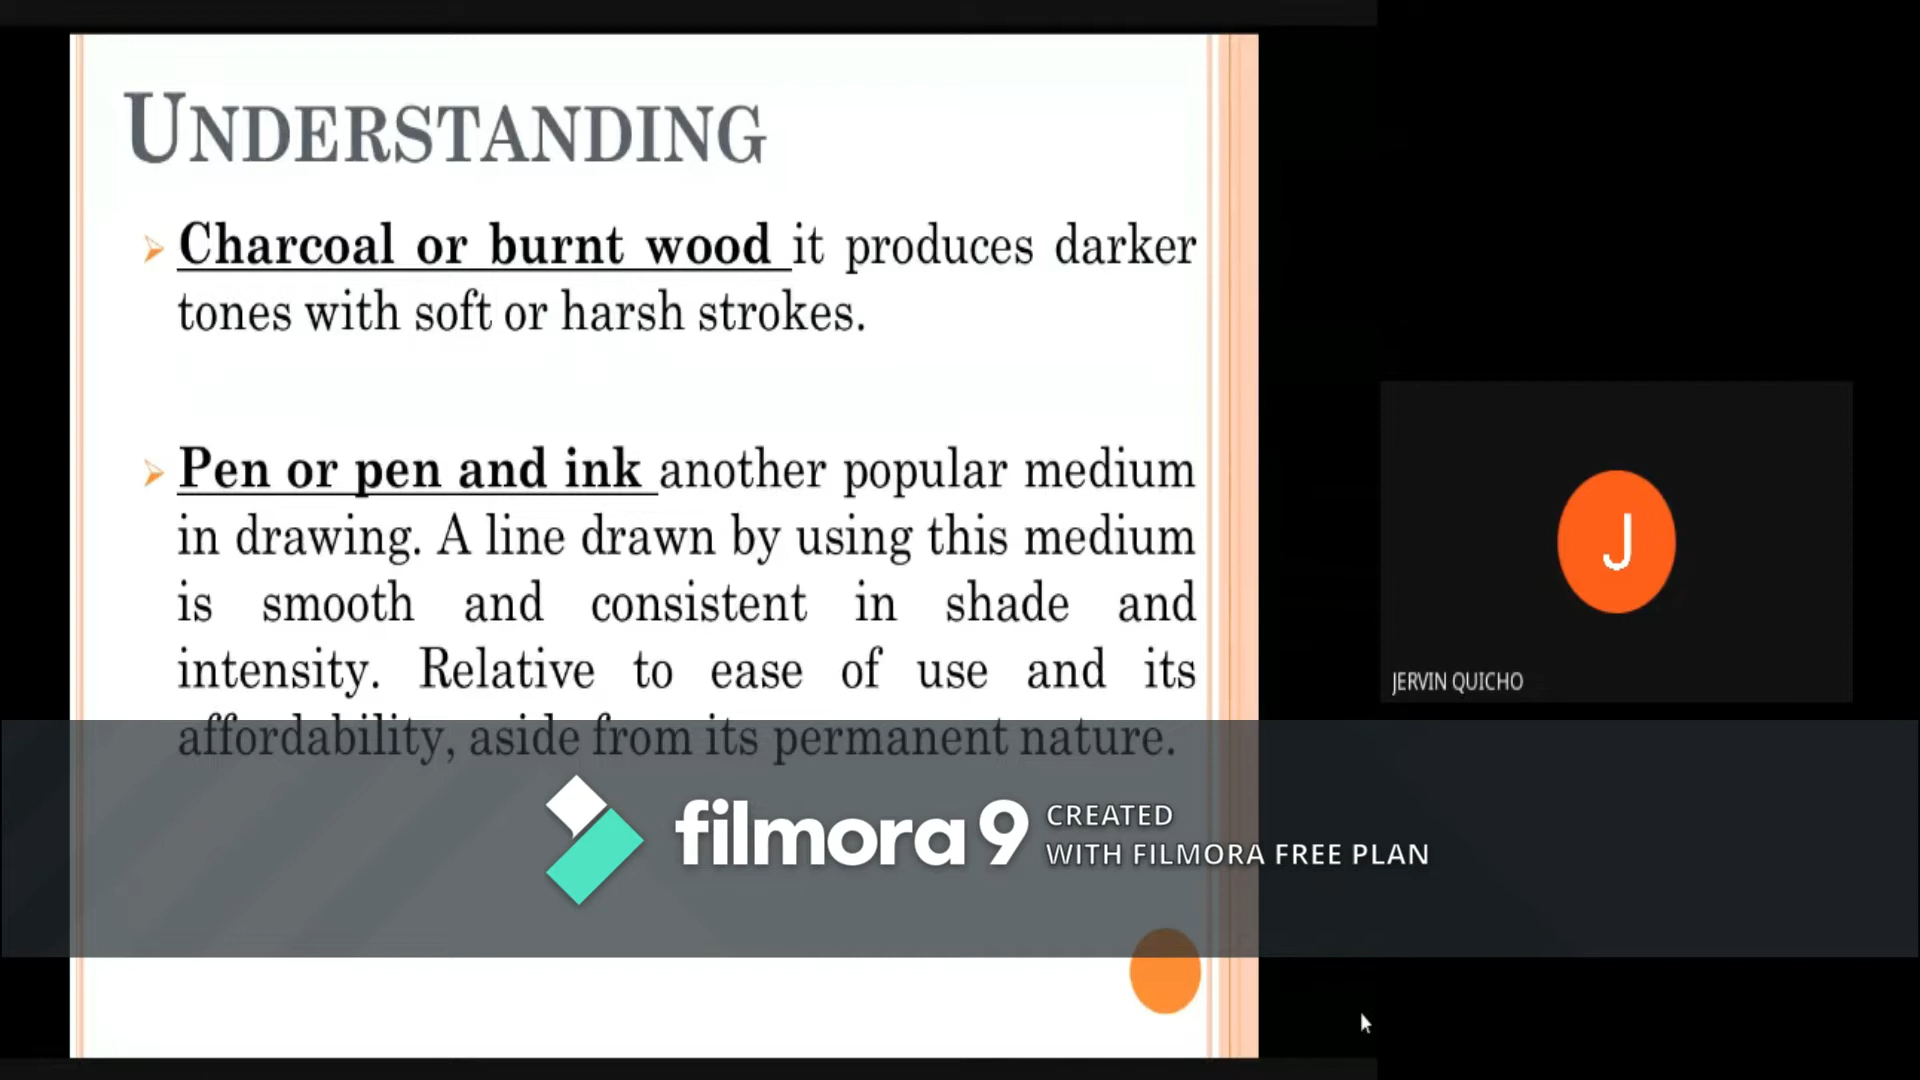 UNDERSTANDING
Charcoal or burnt wood it produces darker
tones with soft or harsh strokes.
Pen or pen and ink another popular medium
in drawing. A line drawn by using this medium
is smooth and consistent in shade and
intensity. Relative to ease of use and its
affordability, aside from its permanent nature.
J
JERVIN QUICHO
filmora 9
CREATED
WITH FILMORA FREE PLAN